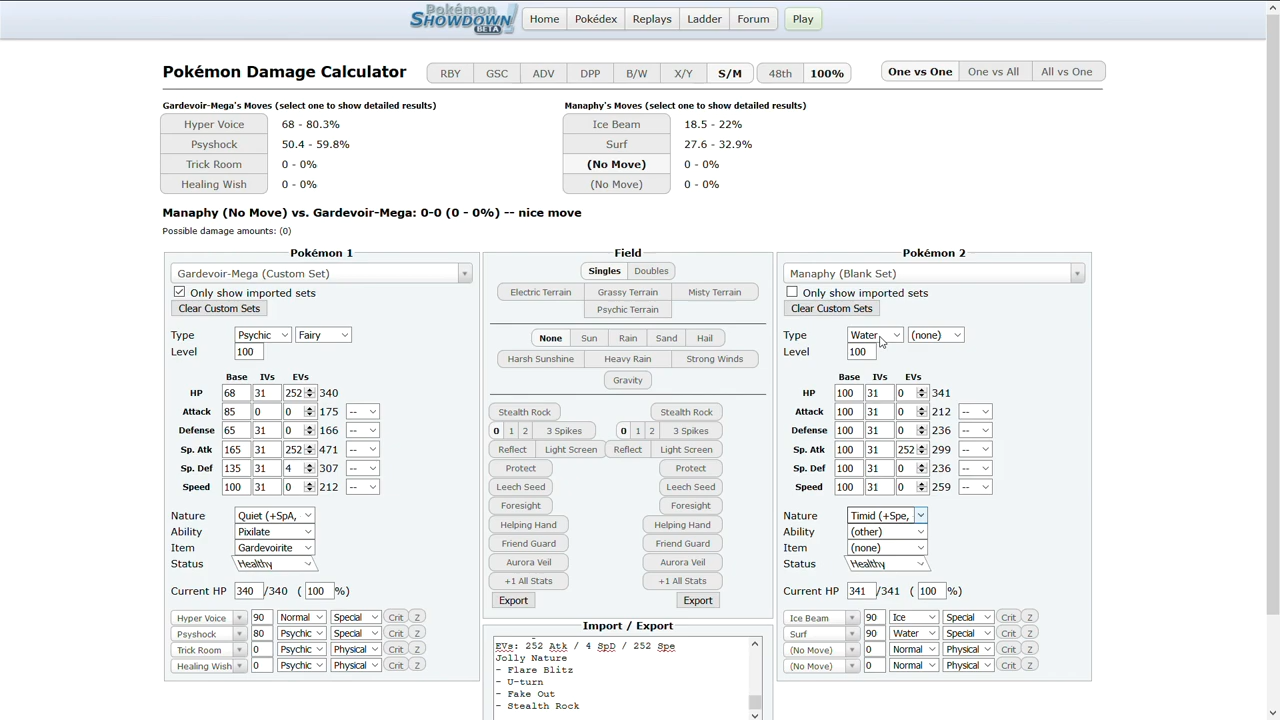 Pokémon
SHOWDOWN!
BETA
Home Pokédex Replays Ladder Forum Play
Pokémon Damage Calculator RBY GSC ADV DPP B/W X/Y S/M 48th 100% One vs One One vs All All vs One
Gardevoir-Mega's Moves (select one to show detailed results) Manaphy's Moves (select one to show detailed results)
Hyper Voice 68 - 80.3% Ice Beam 18.5 - 22%
Psyshock 50.4 - 59.8% Surf 27.6 - 32.9%
Trick Room 0 - 0% (No Move) 0 - 0%
Healing Wish 0 - 0% (No Move) 0 - 0%
Manaphy (No Move) vs. Gardevoir-Mega: 0-0 (0 - 0%) -- nice move
Possible damage amounts: (0)
Pokémon 1
Gardevoir-Mega (Custom Set)
Only show imported sets
Clear Custom Sets
Type Psychic Fairy
Level 100
Base IVs EVs
HP 68 31 252 340
Attack 85 0 0 175 --
Defense 65 31 0 166 --
Sp. Atk 165 31 252 471 --
Sp. Def 135 31 4 307 --
Speed 100 31 0 212 --
Nature Quiet (+SpA,
Ability Pixilate
Item Gardevoirite
Status Healthy
Current HP 340 /340 ( 100 %)
Hyper Voice 90 Normal Special Crit Z
Psyshock 80 Psychic Special Crit Z
Trick Room 0 Psychic Physical Crit Z
Healing Wish 0 Psychic Physical Crit Z
Field
Singles Doubles
Electric Terrain Grassy Terrain Misty Terrain
Psychic Terrain
None Sun Rain Sand Hail
Harsh Sunshine Heavy Rain Strong Winds
Gravity
Stealth Rock Stealth Rock
0 1 2 3 Spikes 0 1 2 3 Spikes
Reflect Light Screen Reflect Light Screen
Protect Protect
Leech Seed Leech Seed
Foresight Foresight
Helping Hand Helping Hand
Friend Guard Friend Guard
Aurora Veil Aurora Veil
+1 All Stats +1 All Stats
Export Export
Import / Export
EVs: 252 Atk / 4 SpD / 252 Spe
Jolly Nature
- Flare Blitz
- U-turn
- Fake Out
- Stealth Rock
Pokémon 2
Manaphy (Blank Set)
Only show imported sets
Clear Custom Sets
Type Water (none)
Level 100
Base IVs EVs
HP 100 31 0 341
Attack 100 31 0 212 --
Defense 100 31 0 236 --
Sp. Atk 100 31 252 299 --
Sp. Def 100 31 0 236 --
Speed 100 31 0 259 --
Nature Timid (+Spe,
Ability (other)
Item (none)
Status Healthy
Current HP 341 /341 ( 100 %)
Ice Beam 90 Ice Special Crit Z
Surf 90 Water Special Crit Z
(No Move) 0 Normal Physical Crit Z
(No Move) 0 Normal Physical Crit Z